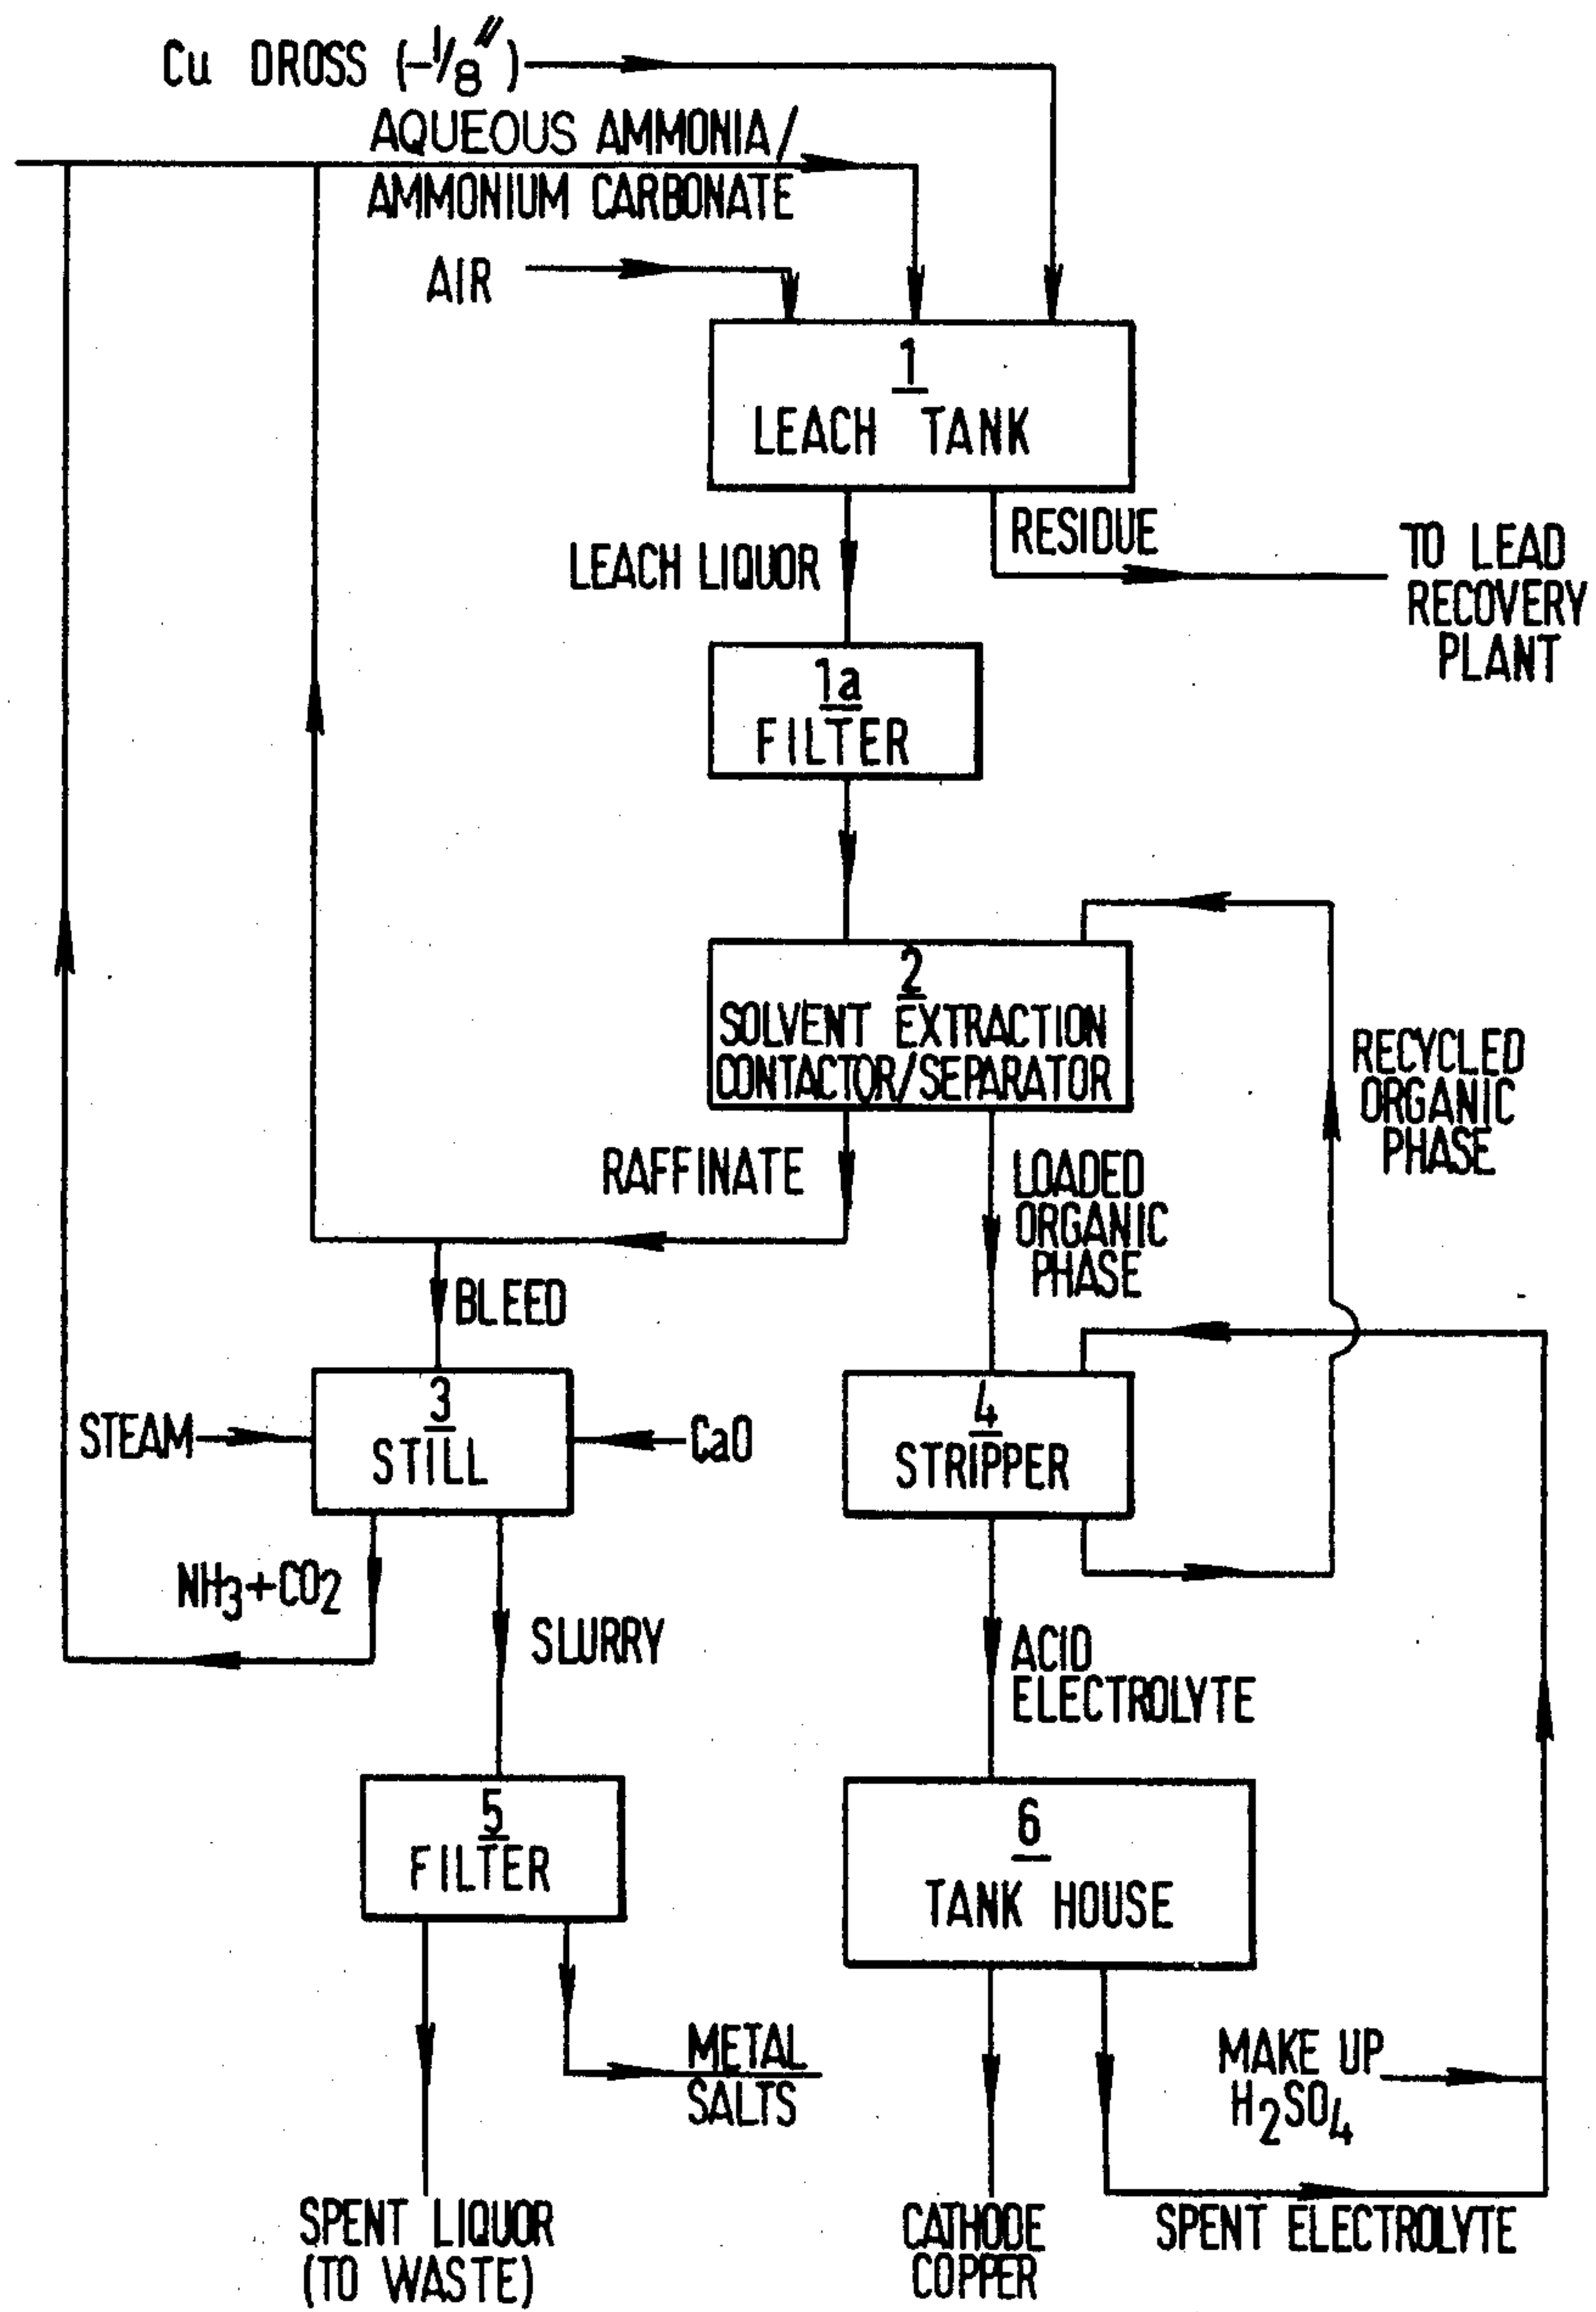 Cu DROSS (-1/8")
AQUEOUS AMMONIA/
AMMONIUM CARBONATE
AIR
1
LEACH TANK
RESIDUE
LEACH LIQUOR
TO LEAD
RECOVERY
PLANT
1a
FILTER
2
SOLVENT EXTRACTION
CONTACTOR/SEPARATOR
RECYCLED
ORGANIC
PHASE
RAFFINATE
LOADED
ORGANIC
PHASE
BLEED
3
STILL
STEAM
CaO
4
STRIPPER
NH3+CO2
SLURRY
ACID
ELECTROLYTE
5
FILTER
6
TANK HOUSE
METAL
SALTS
MAKE UP
H2SO4
SPENT LIQUOR
(TO WASTE)
CATHODE
COPPER
SPENT ELECTROLYTE